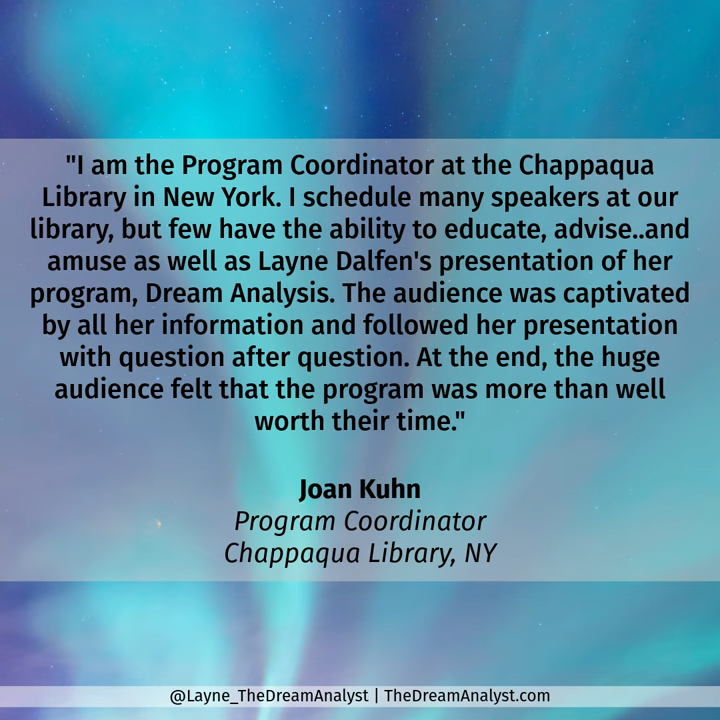 "I am the Program Coordinator at the Chappaqua
Library in New York. I schedule many speakers at our
library, but few have the ability to educate, advise..and
amuse as well as Layne Dalfen's presentation of her
program, Dream Analysis. The audience was captivated
by all her information and followed her presentation
with question after question. At the end, the huge
audience felt that the program was more than well
worth their time."
Joan Kuhn
Program Coordinator
Chappaqua Library, NY
@Layne_TheDreamAnalyst | TheDreamAnalyst.com